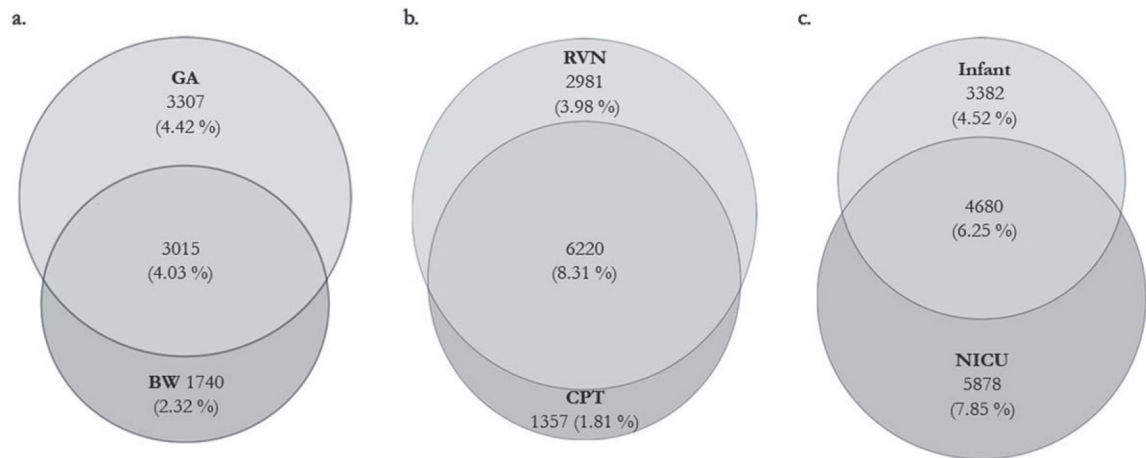 a.
GA
3307
(4.42 %)
3015
(4.03 %)
BW 1740
(2.32 %)
b.
RVN
2981
(3.98 %)
6220
(8.31 %)
CPT
1357 (1.81 %)
c.
Infant
3382
(4.52 %)
4680
(6.25 %)
NICU
5878
(7.85 %)